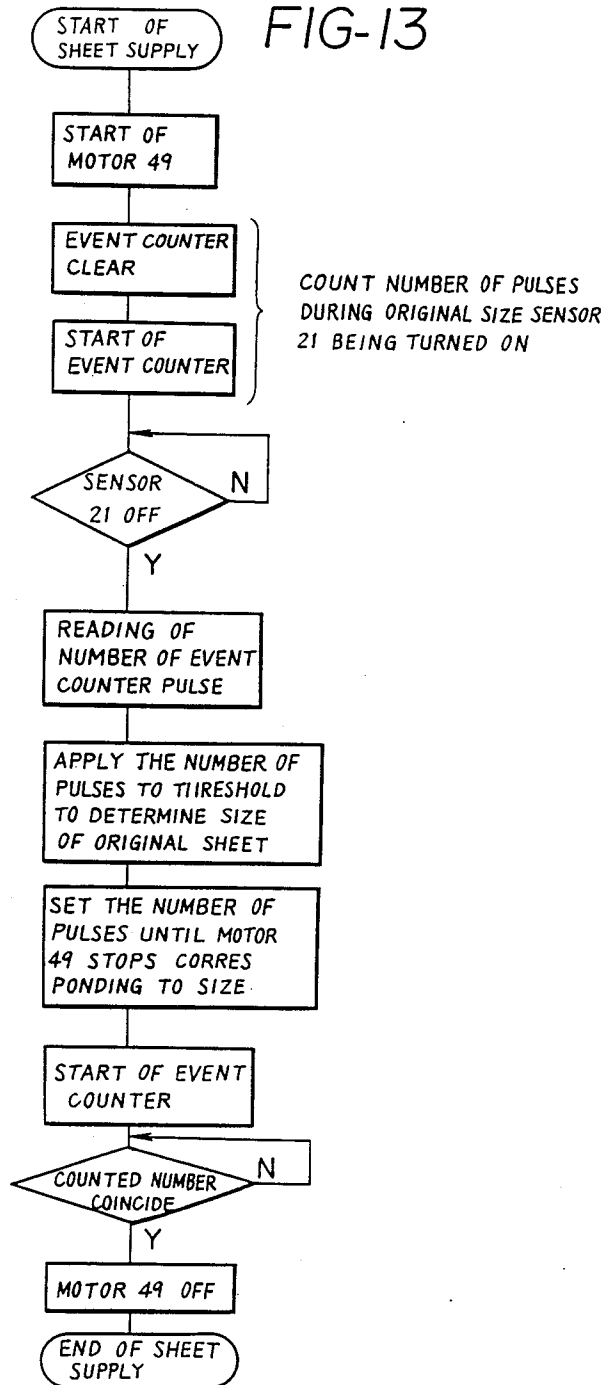 FIG-13
START OF
SHEET SUPPLY
START OF
MOTOR 49
EVENT COUNTER
CLEAR
START OF
EVENT COUNTER
COUNT NUMBER OF PULSES
DURING ORIGINAL SIZE SENSOR
21 BEING TURNED ON
SENSOR
21 OFF
N
Y
READING OF
NUMBER OF EVENT
COUNTER PULSE
APPLY THE NUMBER OF
PULSES TO THRESHOLD
TO DETERMINE SIZE
OF ORIGINAL SHEET
SET THE NUMBER OF
PULSES UNTIL MOTOR
49 STOPS CORRES
PONDING TO SIZE
START OF EVENT
COUNTER
COUNTED NUMBER
COINCIDE
N
Y
MOTOR 49 OFF
END OF SHEET
SUPPLY